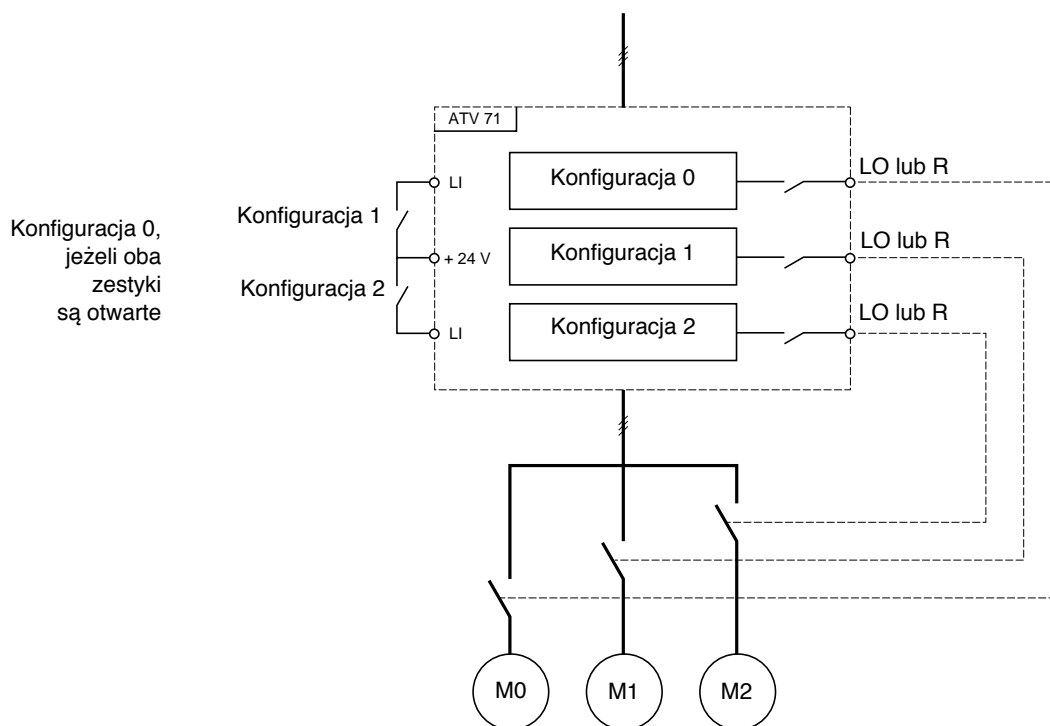 ATV 71
Konfiguracja 0
LO lub R
LI
Konfiguracja 1
Konfiguracja 0,
jeżeli oba
zestyki
są otwarte
+ 24 V
Konfiguracja 1
LO lub R
Konfiguracja 2
LI
Konfiguracja 2
LO lub R
M0
M1
M2